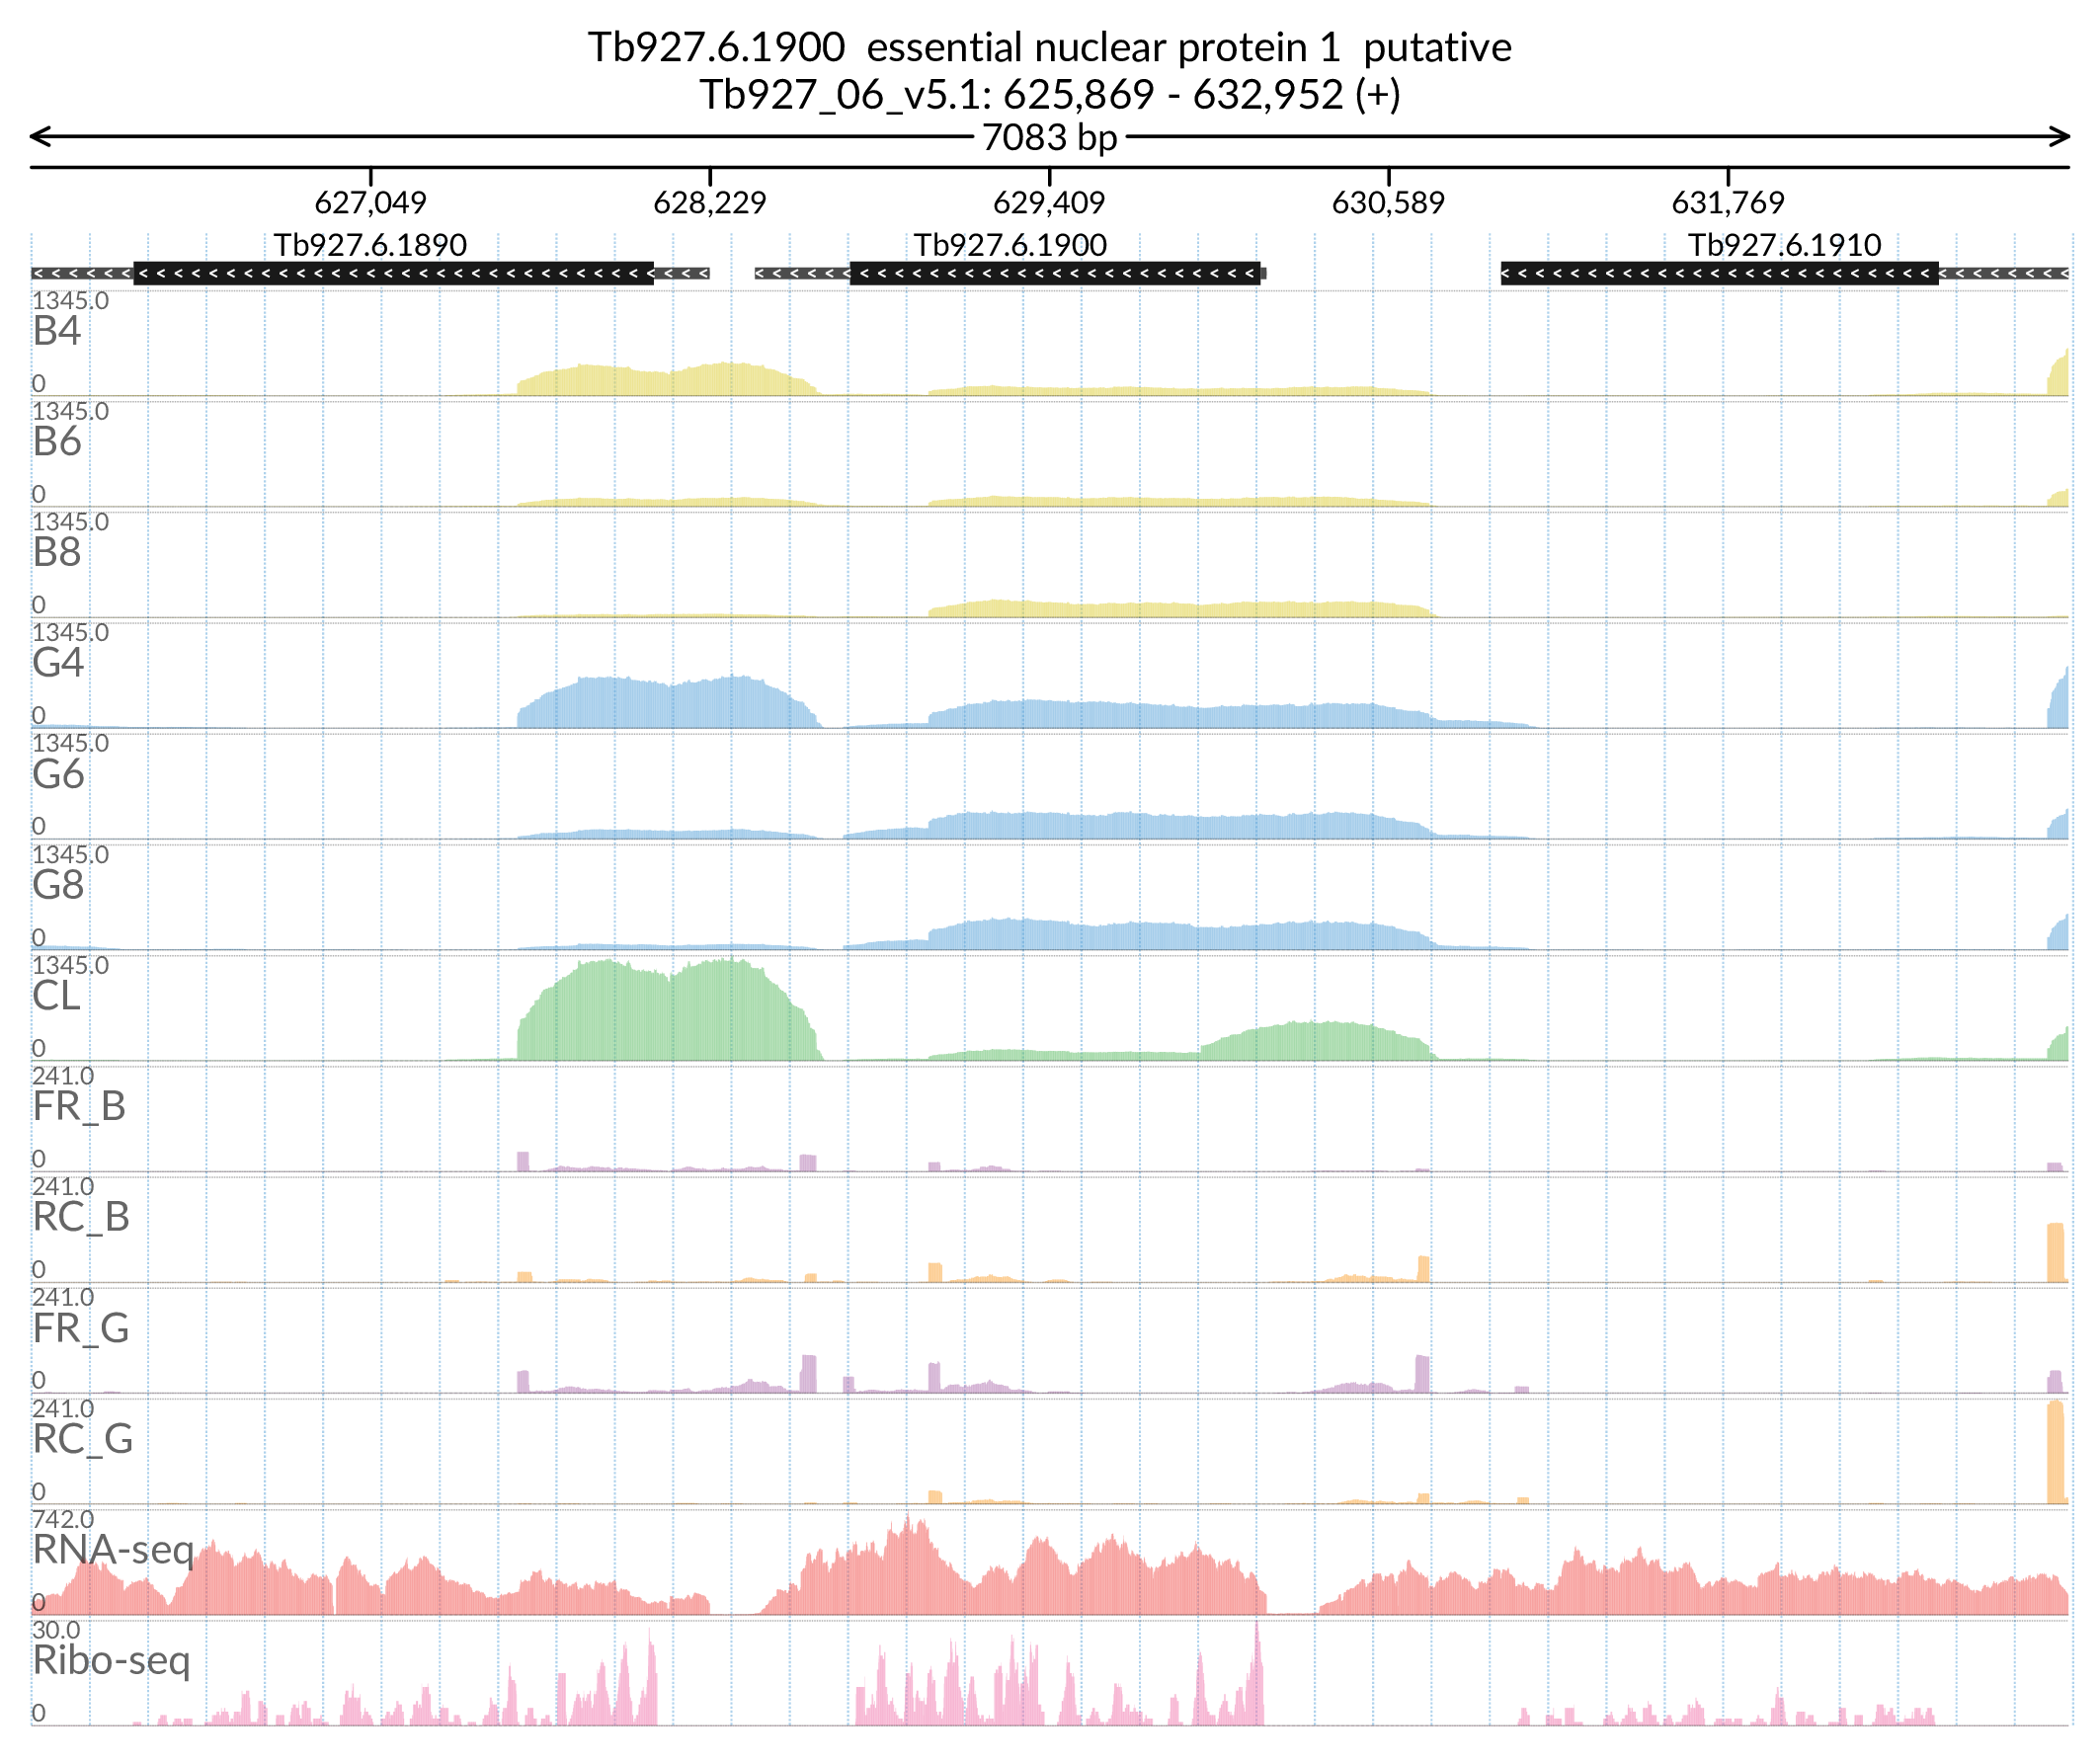 Tb927.6.1900 essential nuclear protein 1 putative
Tb927_06_v5.1: 625,869 - 632,952 (+)
7083 bp
627,049 628,229 629,409 630,589 631,769
Tb927.6.1890 Tb927.6.1900 Tb927.6.1910
1345.0
B4
0
1345.0
B6
0
1345.0
B8
0
1345.0
G4
0
1345.0
G6
0
1345.0
G8
0
1345.0
CL
0
241.0
FR_B
0
241.0
RC_B
0
241.0
FR_G
0
241.0
RC_G
0
742.0
RNA-seq
0
30.0
Ribo-seq
0